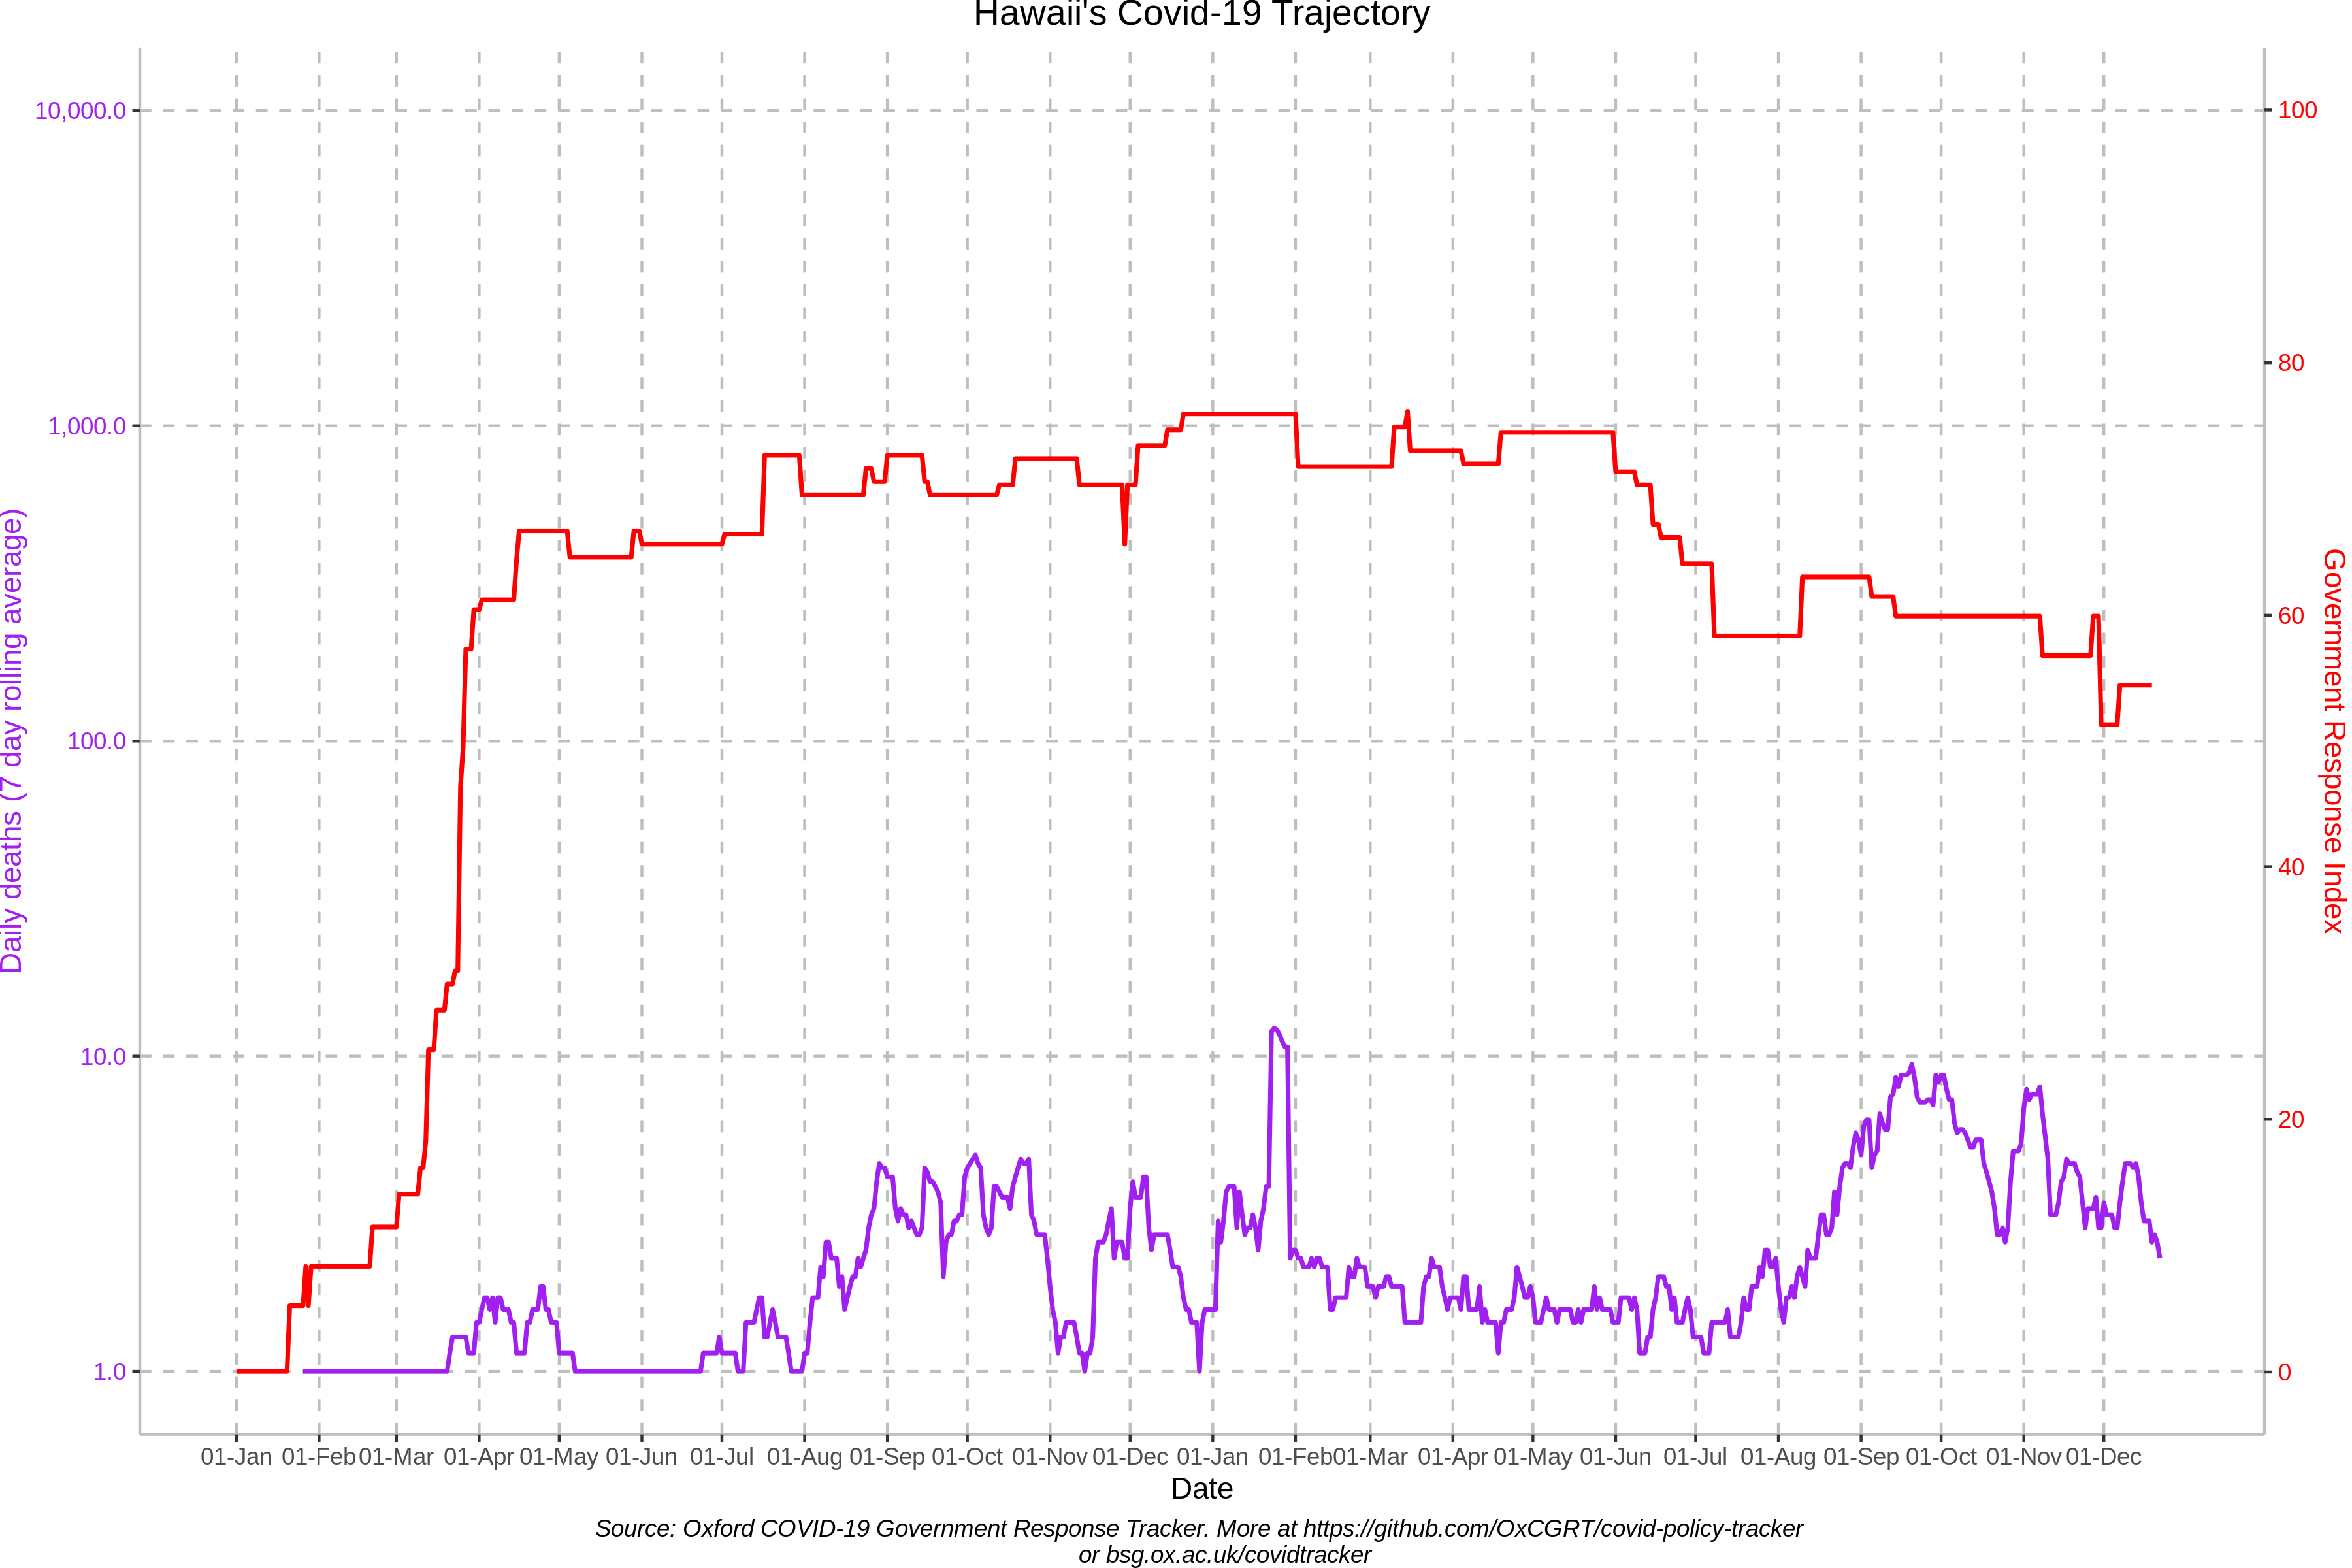 Hawaii's Covid-19 Trajectory
10,000.0
1,000.0
100.0
10.0
1.0
Daily deaths (7 day rolling average)
100
80
60
40
20
0
Government Response Index
01-Jan 01-Feb 01-Mar 01-Apr 01-May 01-Jun 01-Jul 01-Aug 01-Sep 01-Oct 01-Nov 01-Dec 01-Jan 01-Feb 01-Mar 01-Apr 01-May 01-Jun 01-Jul 01-Aug 01-Sep 01-Oct 01-Nov 01-Dec
Date
Source: Oxford COVID-19 Government Response Tracker. More at https://github.com/OxCGRT/covid-policy-tracker
or bsg.ox.ac.uk/covidtracker